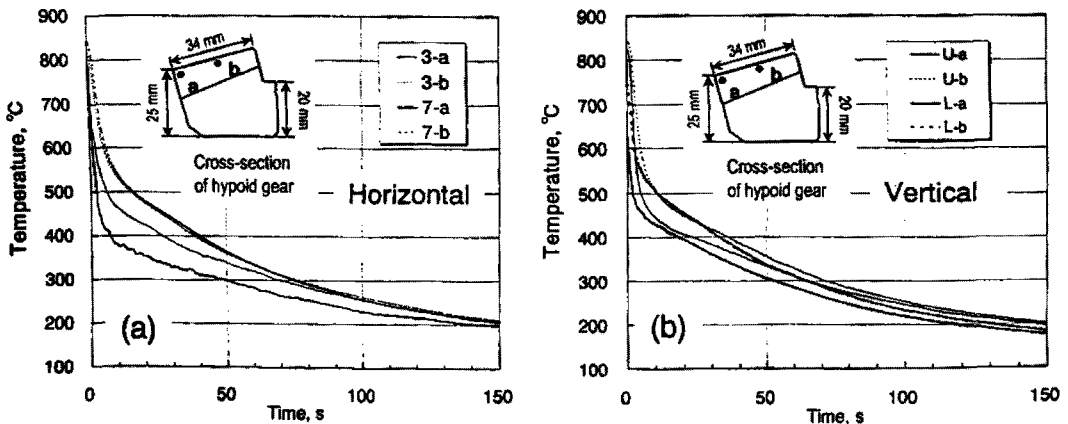 900
800
700
600
500
400
300
200
100
Temperature, °C
34 mm
25 mm
20 mm
a
b
Cross-section
of hypoid gear
3-a
3-b
7-a
7-b
Horizontal
(a)
0
50
100
150
Time, s
900
800
700
600
500
400
300
200
100
Temperature, °C
34 mm
25 mm
20 mm
a
b
Cross-section
of hypoid gear
U-a
U-b
L-a
L-b
Vertical
(b)
0
50
100
150
Time, s